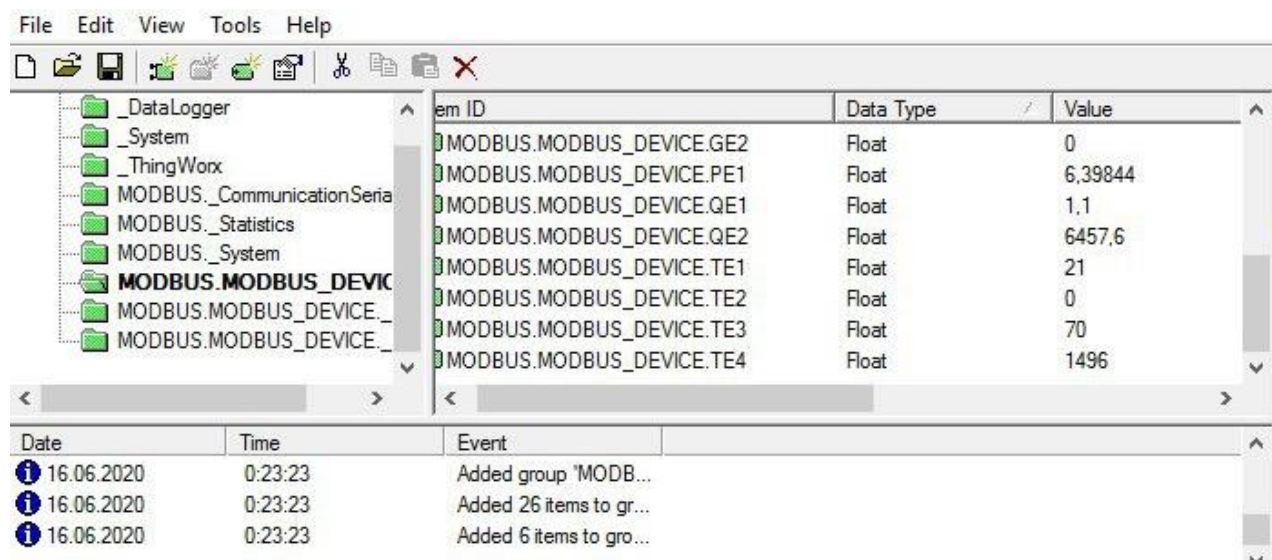 File Edit View Tools Help
_DataLogger
_System
_ThingWorx
MODBUS._CommunicationSeria
MODBUS._Statistics
MODBUS._System
MODBUS.MODBUS_DEVIC
MODBUS.MODBUS_DEVICE._
MODBUS.MODBUS_DEVICE._
em ID Data Type Value
MODBUS.MODBUS_DEVICE.GE2 Float 0
MODBUS.MODBUS_DEVICE.PE1 Float 6,39844
MODBUS.MODBUS_DEVICE.QE1 Float 1,1
MODBUS.MODBUS_DEVICE.QE2 Float 6457,6
MODBUS.MODBUS_DEVICE.TE1 Float 21
MODBUS.MODBUS_DEVICE.TE2 Float 0
MODBUS.MODBUS_DEVICE.TE3 Float 70
MODBUS.MODBUS_DEVICE.TE4 Float 1496
Date Time Event
16.06.2020 0:23:23 Added group 'MODB...
16.06.2020 0:23:23 Added 26 items to gr...
16.06.2020 0:23:23 Added 6 items to gro...